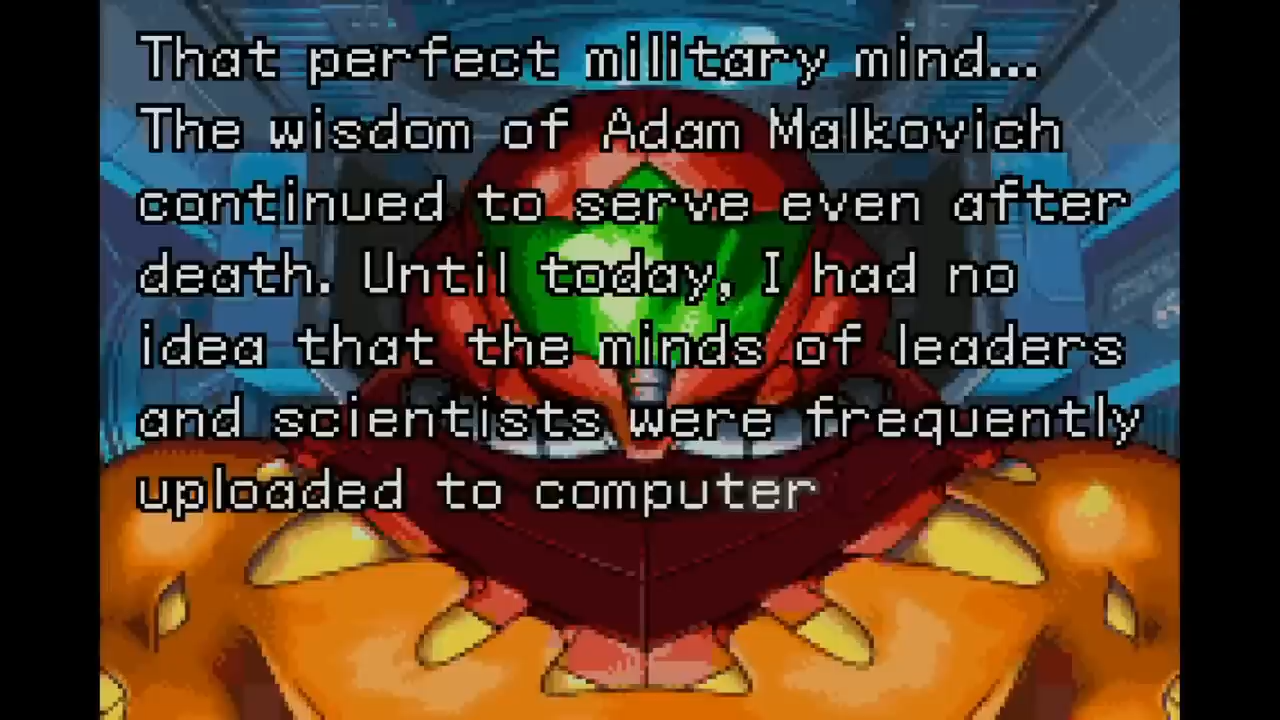 That perfect military mind...
The wisdom of Adam Malkovich
continued to serve even after
death. Until today, I had no
idea that the minds of leaders
and scientists were frequently
uploaded to computer